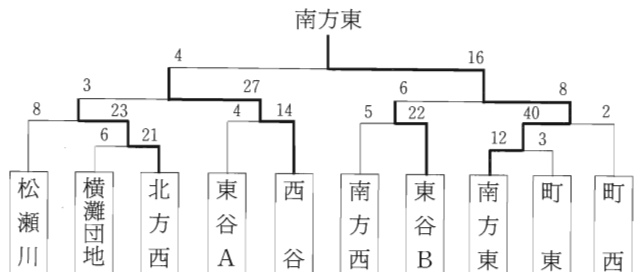 南方東
4 16
3 27 6 8
8 23 4 14 5 22 40 2
6 21 12 3
松瀬川
横灘団地
北方西
東谷A
西谷
南方西
東谷B
南方東
町東
町西